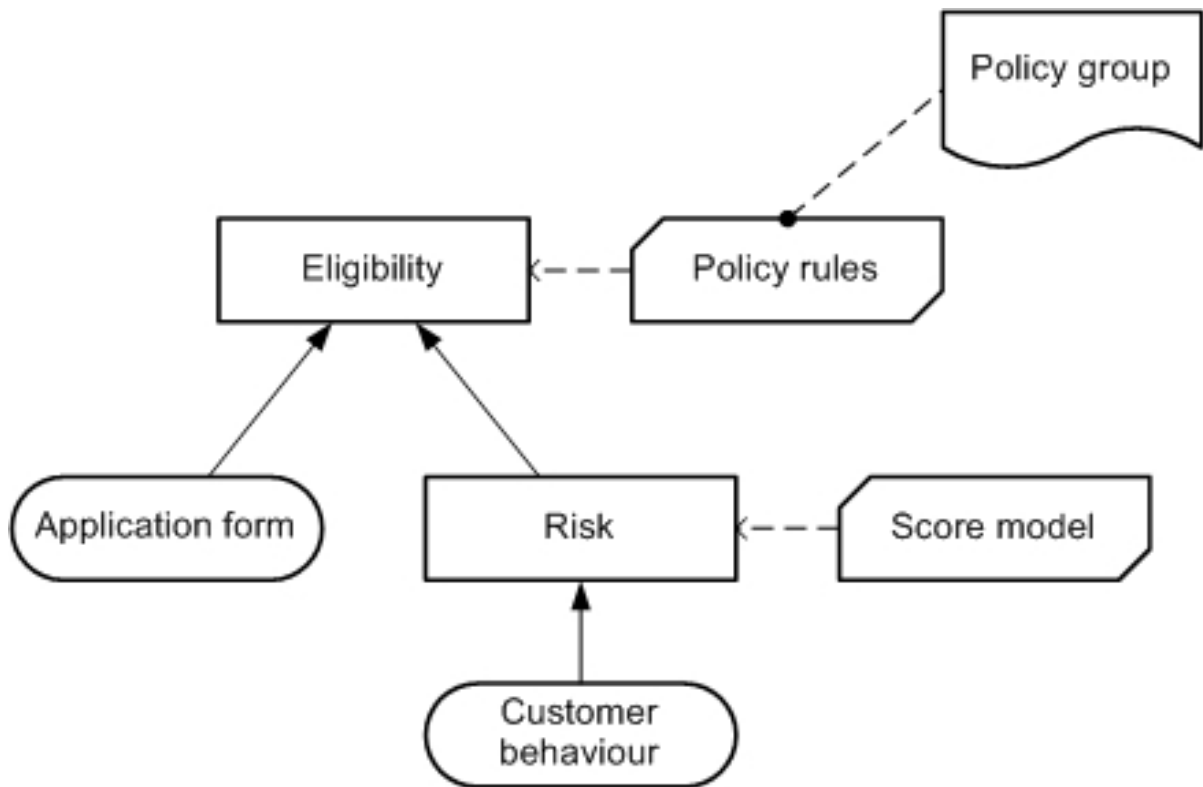 Policy group
Eligibility
Policy rules
Application form
Risk
Score model
Customer
behaviour